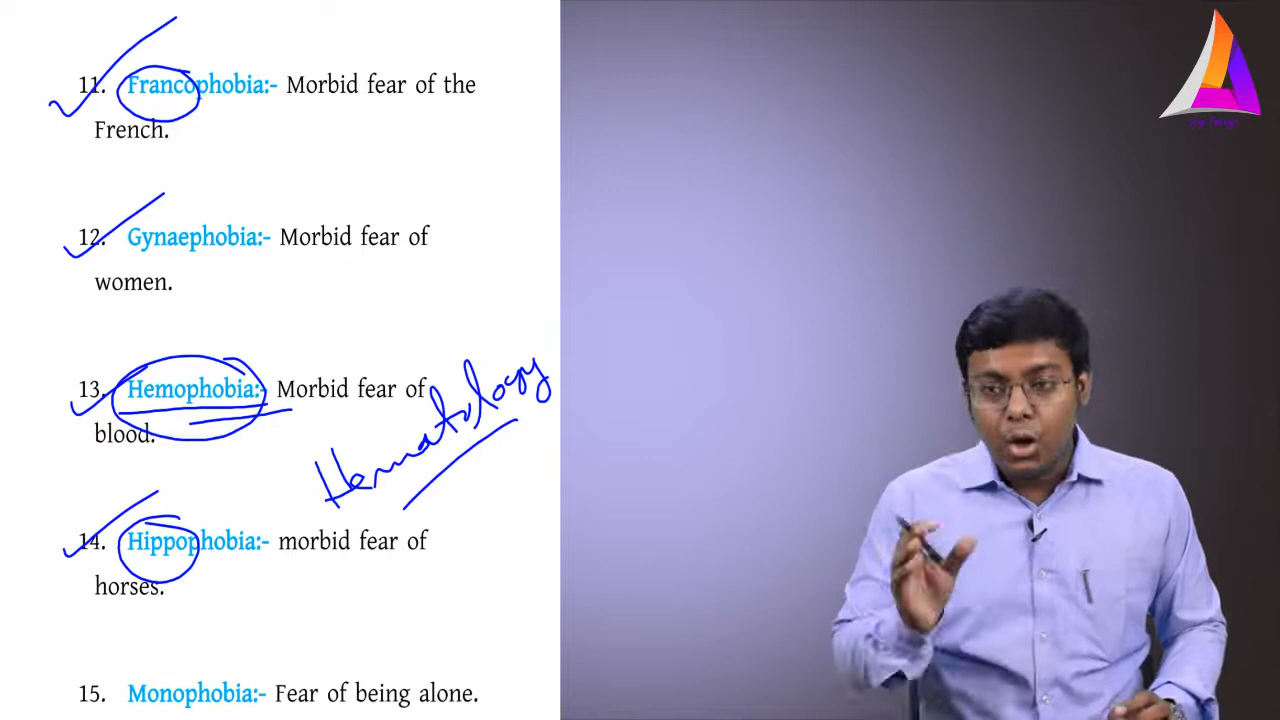 11. Francophobia:- Morbid fear of the
French.
12. Gynaephobia:- Morbid fear of
women.
13. Hemophobia:- Morbid fear of
blood.
Hematology
14. Hippophobia:- morbid fear of
horses.
15. Monophobia:- Fear of being alone.